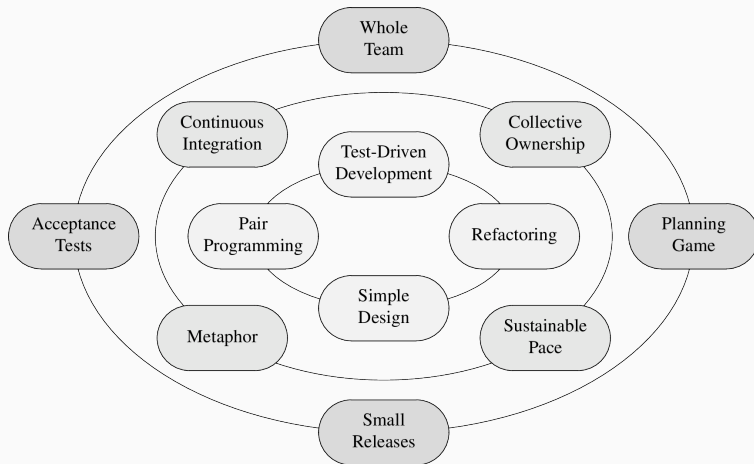 Whole
Team
Continuous
Integration
Collective
Ownership
Test-Driven
Development
Acceptance
Tests
Pair
Programming
Refactoring
Planning
Game
Simple
Design
Metaphor
Sustainable
Pace
Small
Releases